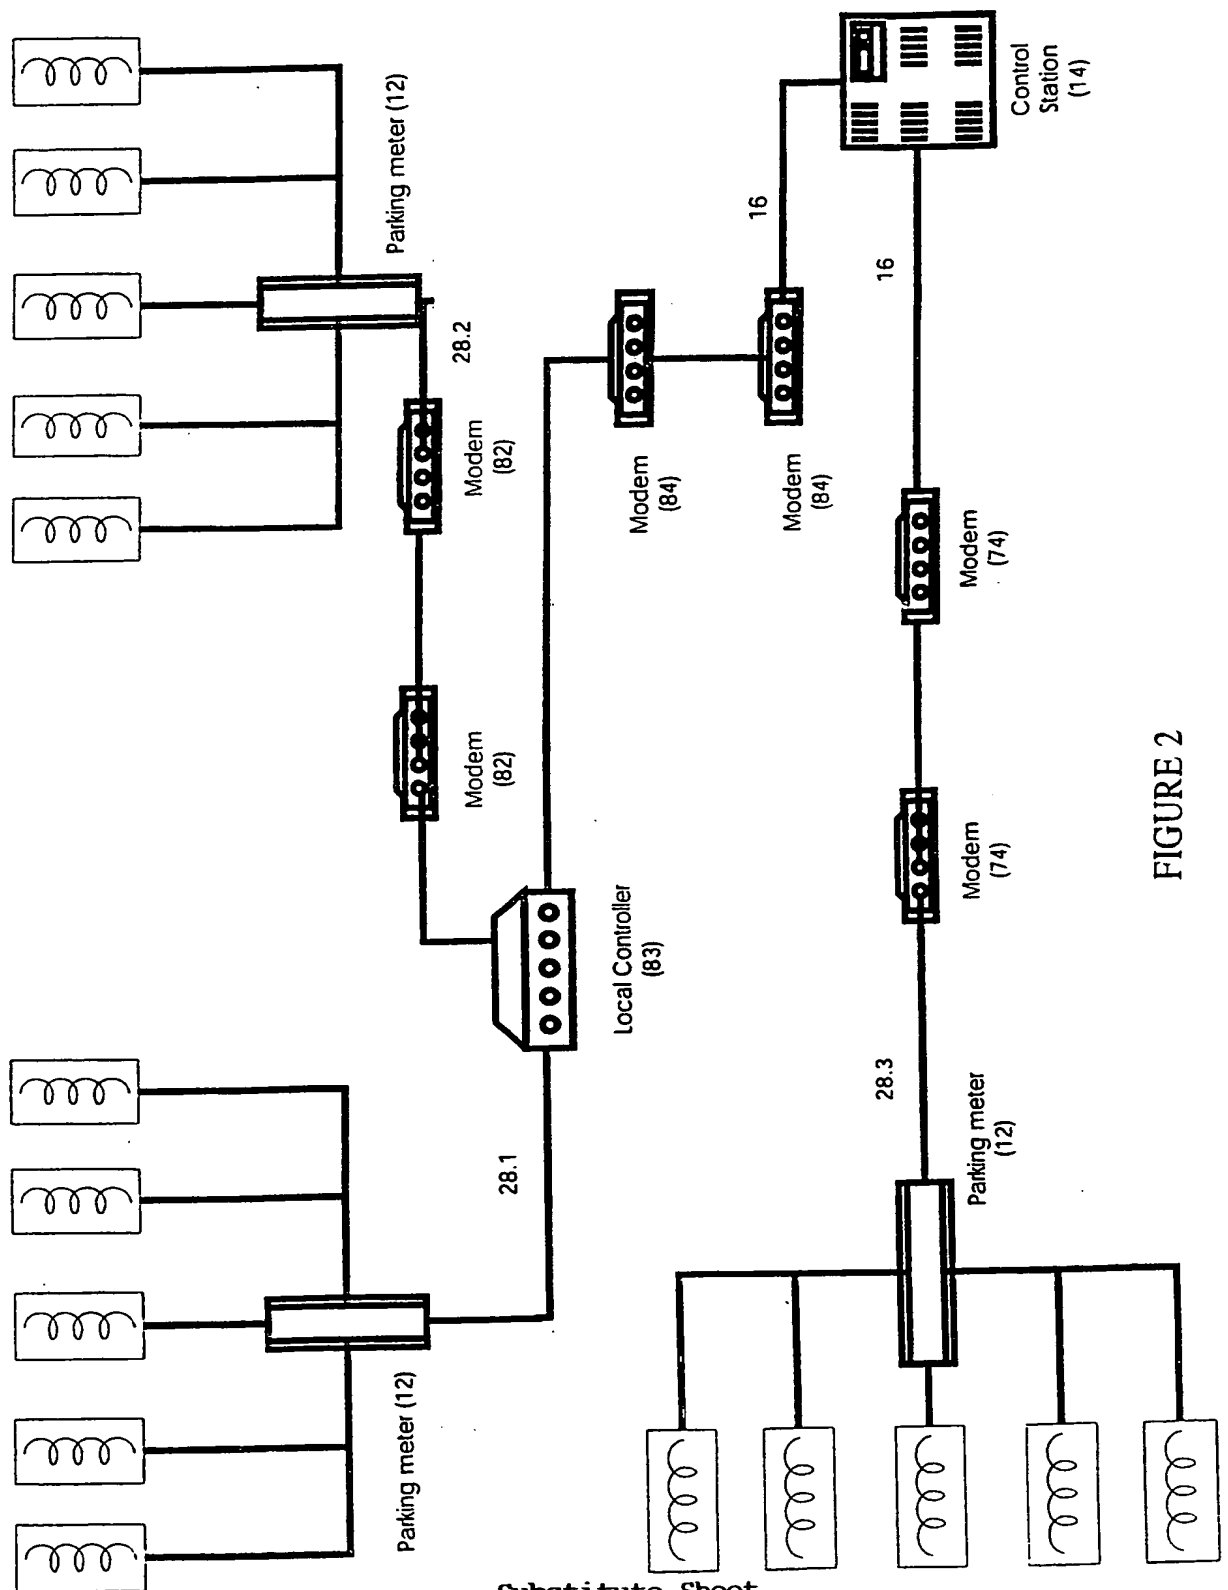 Parking meter (12)
28.2
Modem
(82)
Modem
(82)
Control
Station
(14)
16
16
Modem
(84)
Modem
(84)
Modem
(74)
Modem
(74)
Local Controller
(83)
28.1
Parking meter (12)
28.3
Parking meter
(12)
FIGURE 2
Substitute Sheet